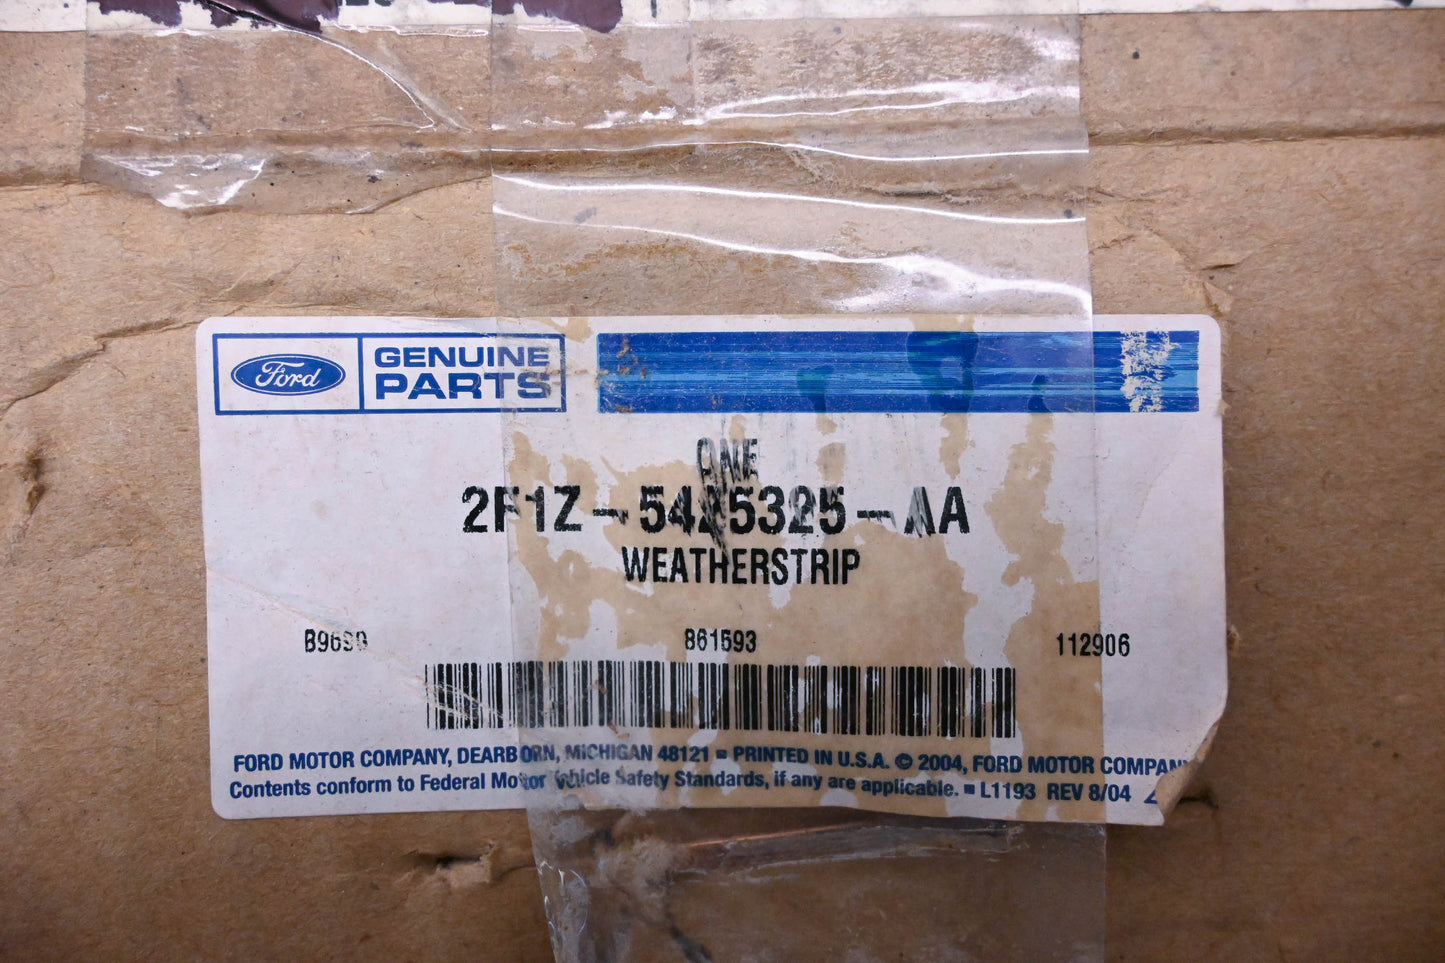 Ford GENUINE PARTS
ONE
2F1Z-5425325-AA
WEATHERSTRIP
861593 112906
FORD MOTOR COMPANY, DEARBORN, MICHIGAN 48121 ▪ PRINTED IN U.S.A. © 2004, FORD MOTOR COMPANY
Contents conform to Federal Motor Vehicle Safety Standards, if any are applicable. ▪ L1193 REV 8/04